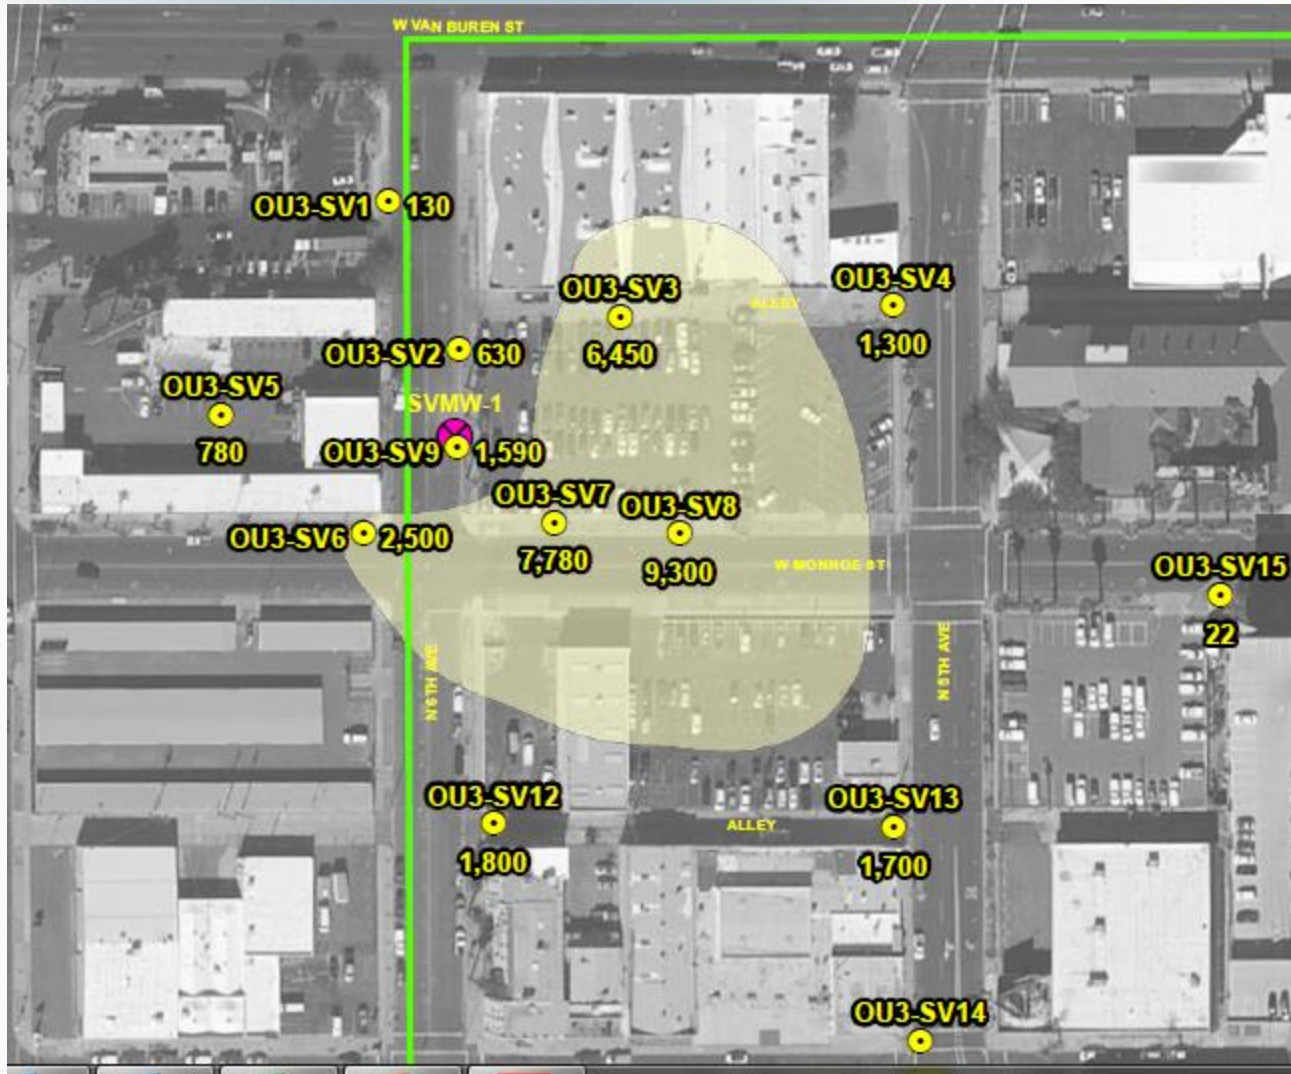 W VAN BUREN ST
OU3-SV1 130
OU3-SV4
1,300
OU3-SV3
6,450
ALLEY
OU3-SV2 630
OU3-SV5
780
SVMW-1
OU3-SV9 1,590
OU3-SV7
7,780
OU3-SV8
9,300
OU3-SV6 2,500
W MONROE ST
OU3-SV15
22
N 6TH AVE
N 5TH AVE
OU3-SV12
1,800
OU3-SV13
1,700
ALLEY
OU3-SV14